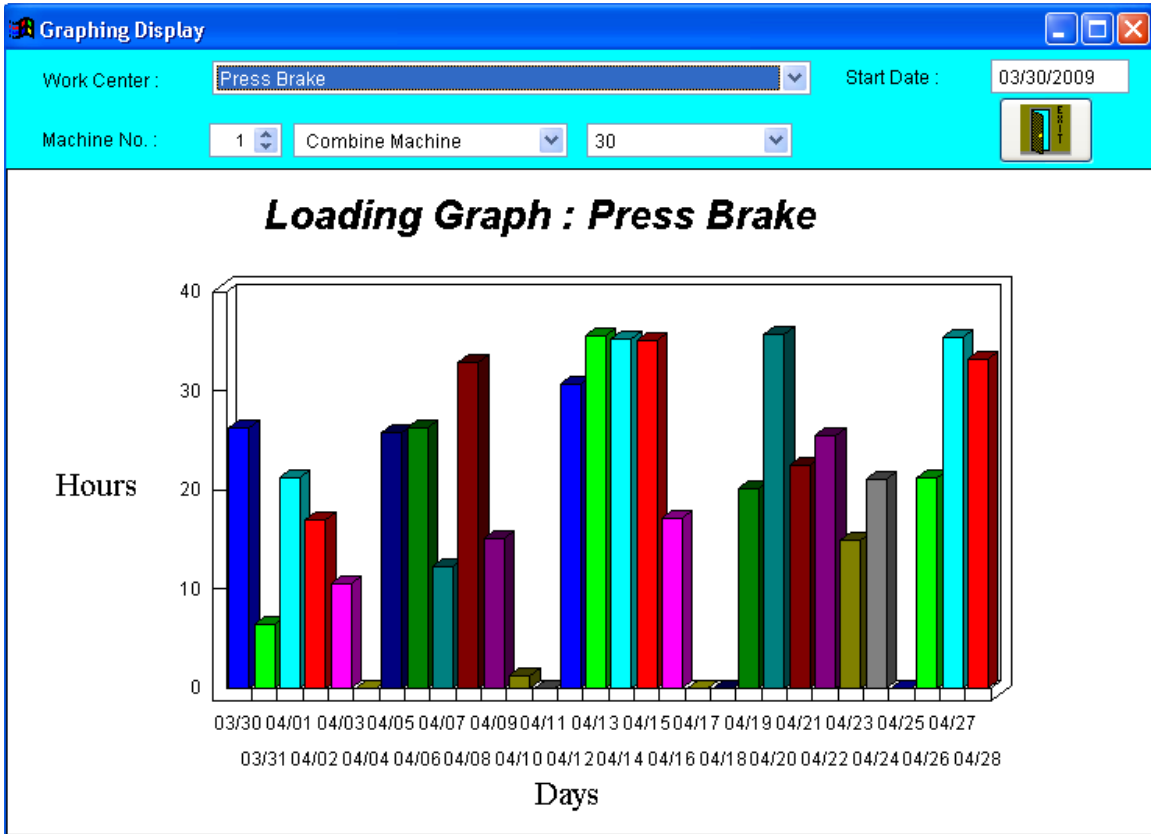 Graphing Display
Work Center : Press Brake Start Date : 03/30/2009
Machine No. : 1 Combine Machine 30 EXIT
Loading Graph : Press Brake
40
30
Hours
20
10
0
03/30 04/01 04/03 04/05 04/07 04/09 04/11 04/13 04/15 04/17 04/19 04/21 04/23 04/25 04/27
03/31 04/02 04/04 04/06 04/08 04/10 04/12 04/14 04/16 04/18 04/20 04/22 04/24 04/26 04/28
Days